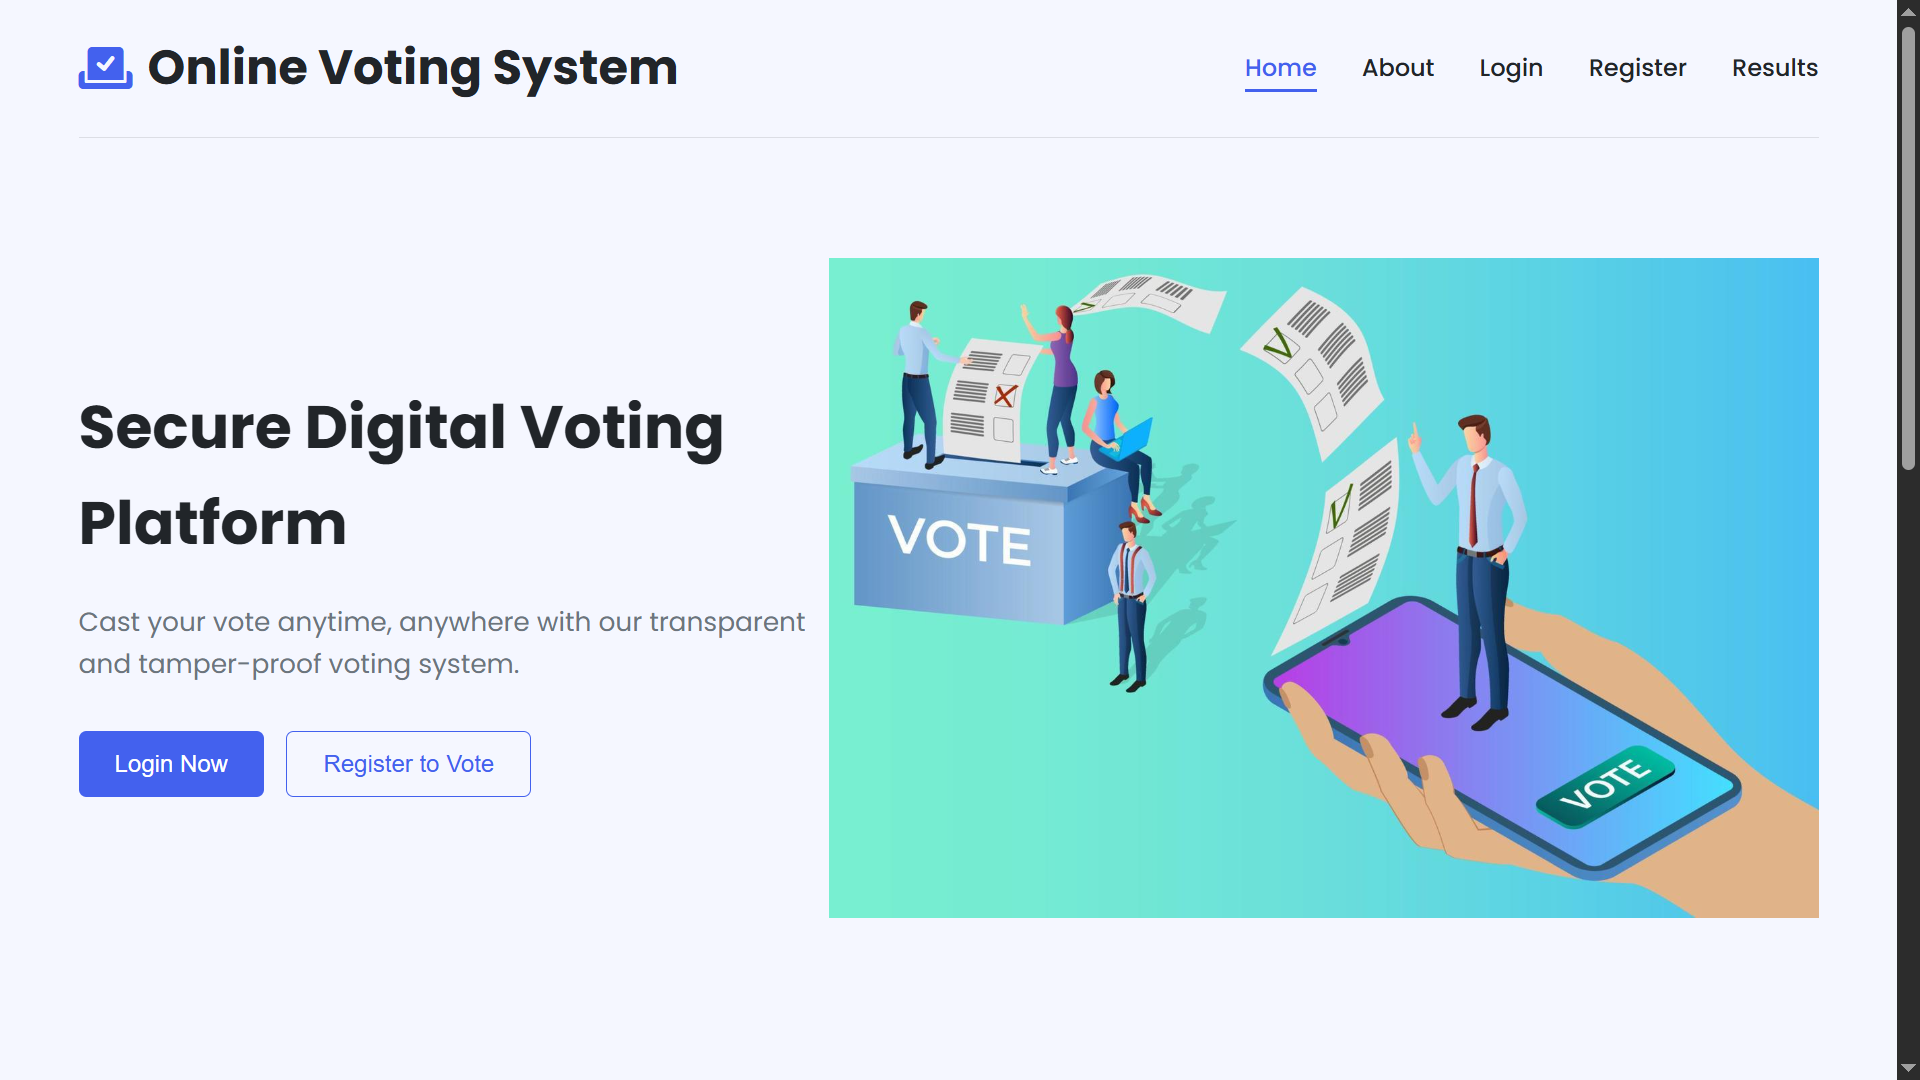 Online Voting System
Home About Login Register Results
Secure Digital Voting
Platform
Cast your vote anytime, anywhere with our transparent
and tamper-proof voting system.
Login Now Register to Vote
VOTE
VOTE